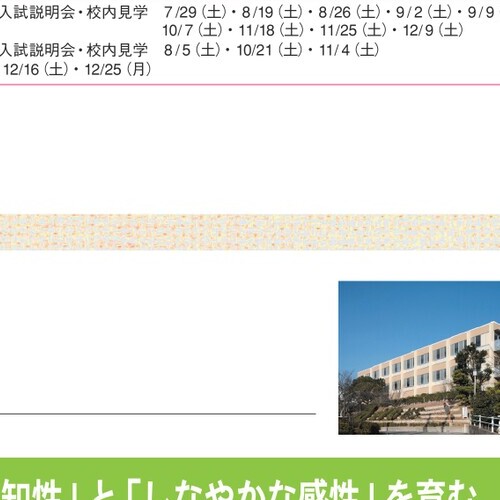 入試説明会・校内見学 7/29（土）・8/19（土）・8/26（土）・9/2（土）・9/9
10/7（土）・11/18（土）・11/25（土）・12/9（土）
入試説明会・校内見学 8/5（土）・10/21（土）・11/4（土）
12/16（土）・12/25（月）
知性」と「しなやかな感性」を育む